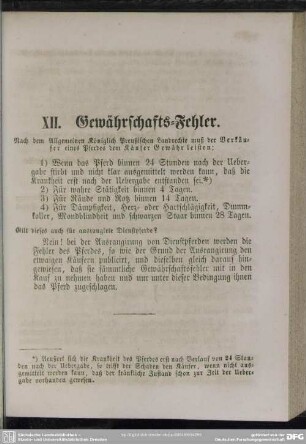 XII. Gewährschafts-Fehler.
Nach dem Allgemeinen Königlich Preußischen Landrechte muß der Verkäu-
fer eines Pferdes dem Käufer Gewähr leisten:
1) Wenn das Pferd binnen 24 Stunden nach der Ueber-
gabe stirbt und nicht klar ausgemittelt werden kann, daß die
Krankheit erst nach der Uebergabe entstanden sei.*)
2) Für wahre Stätigkeit binnen 4 Tagen.
3) Für Räude und Rotz binnen 14 Tagen.
4) Für Dämpfigkeit, Herz- oder Hartschlägigkeit, Dumm-
koller, Mondblindheit und schwarzen Staar binnen 28 Tagen.
Gilt dieses auch für ausrangirte Dienstpferde?
Nein! bei der Ausrangirung von Dienstpferden werden die
Fehler des Pferdes, so wie der Grund der Ausrangirung den
etwaigen Käufern publicirt, und dieselben gleich darauf hin-
gewiesen, daß sie sämmtliche Gewährschaftsfehler mit in den
Kauf zu nehmen haben und nur unter dieser Bedingung ihnen
das Pferd zugeschlagen.
*) Aeußert sich die Krankheit des Pferdes erst nach Verlauf von 24 Stun-
den nach der Uebergabe, so trifft der Schaden den Käufer, wenn nicht aus-
gemittelt werden kann, daß der kränkliche Zustand schon zur Zeit der Ueber-
gabe vorhanden gewesen.